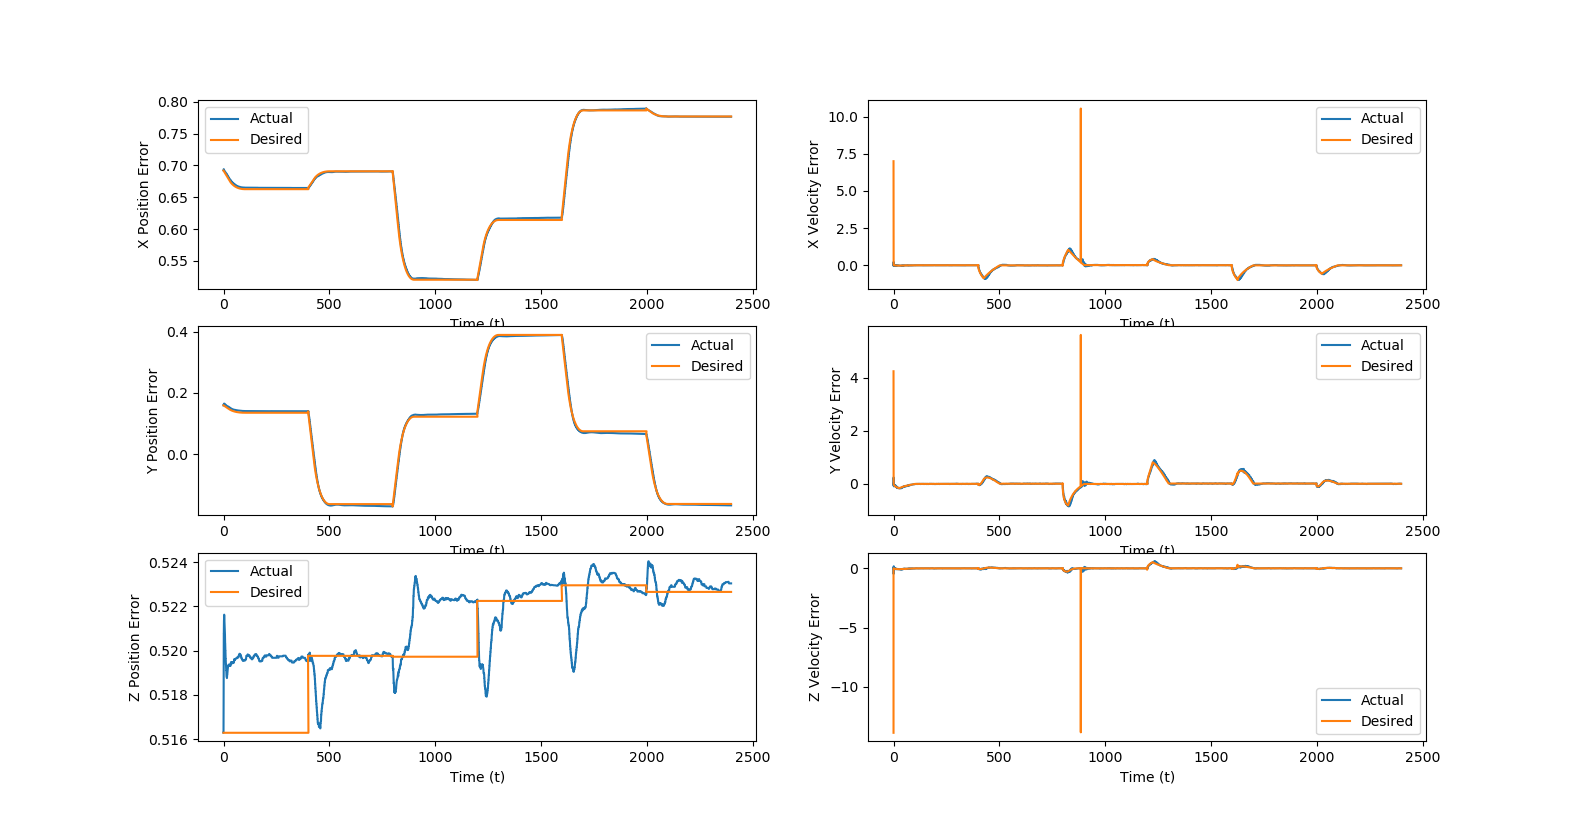 0.80
0.75
0.70
0.65
0.60
0.55
X Position Error
Actual
Desired
0
500
1000
1500
2000
2500
Time (t)
10.0
7.5
5.0
2.5
0.0
X Velocity Error
Actual
Desired
0
500
1000
1500
2000
2500
Time (t)
0.4
0.2
0.0
Y Position Error
Actual
Desired
0
500
1000
1500
2000
2500
Time (t)
4
2
0
Y Velocity Error
Actual
Desired
0
500
1000
1500
2000
2500
Time (t)
0.524
0.522
0.520
0.518
0.516
Z Position Error
Actual
Desired
0
500
1000
1500
2000
2500
Time (t)
0
−5
−10
Z Velocity Error
Actual
Desired
0
500
1000
1500
2000
2500
Time (t)